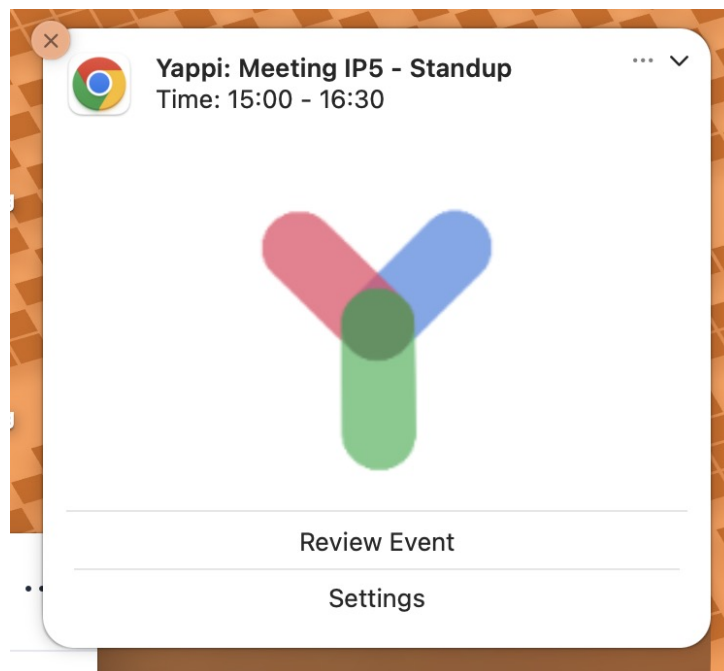 Yappi: Meeting IP5 - Standup
Time: 15:00 - 16:30
Review Event
Settings